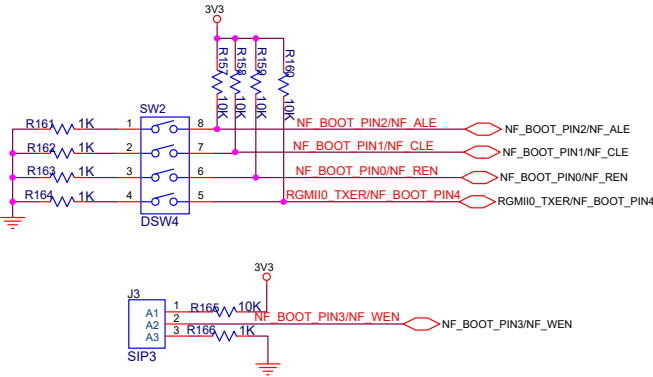 3V3
R157
10K
R158
10K
R159
10K
R160
10K
SW2
R161 1K 1 8 NF_BOOT_PIN2/NF_ALE NF_BOOT_PIN2/NF_ALE
R162 1K 2 7 NF_BOOT_PIN1/NF_CLE NF_BOOT_PIN1/NF_CLE
R163 1K 3 6 NF_BOOT_PIN0/NF_REN NF_BOOT_PIN0/NF_REN
R164 1K 4 5 RGMII0_TXER/NF_BOOT_PIN4 RGMII0_TXER/NF_BOOT_PIN4
DSW4
3V3
J3
A1 1 R165 10K
A2 2 NF_BOOT_PIN3/NF_WEN NF_BOOT_PIN3/NF_WEN
A3 3 R166 1K
SIP3